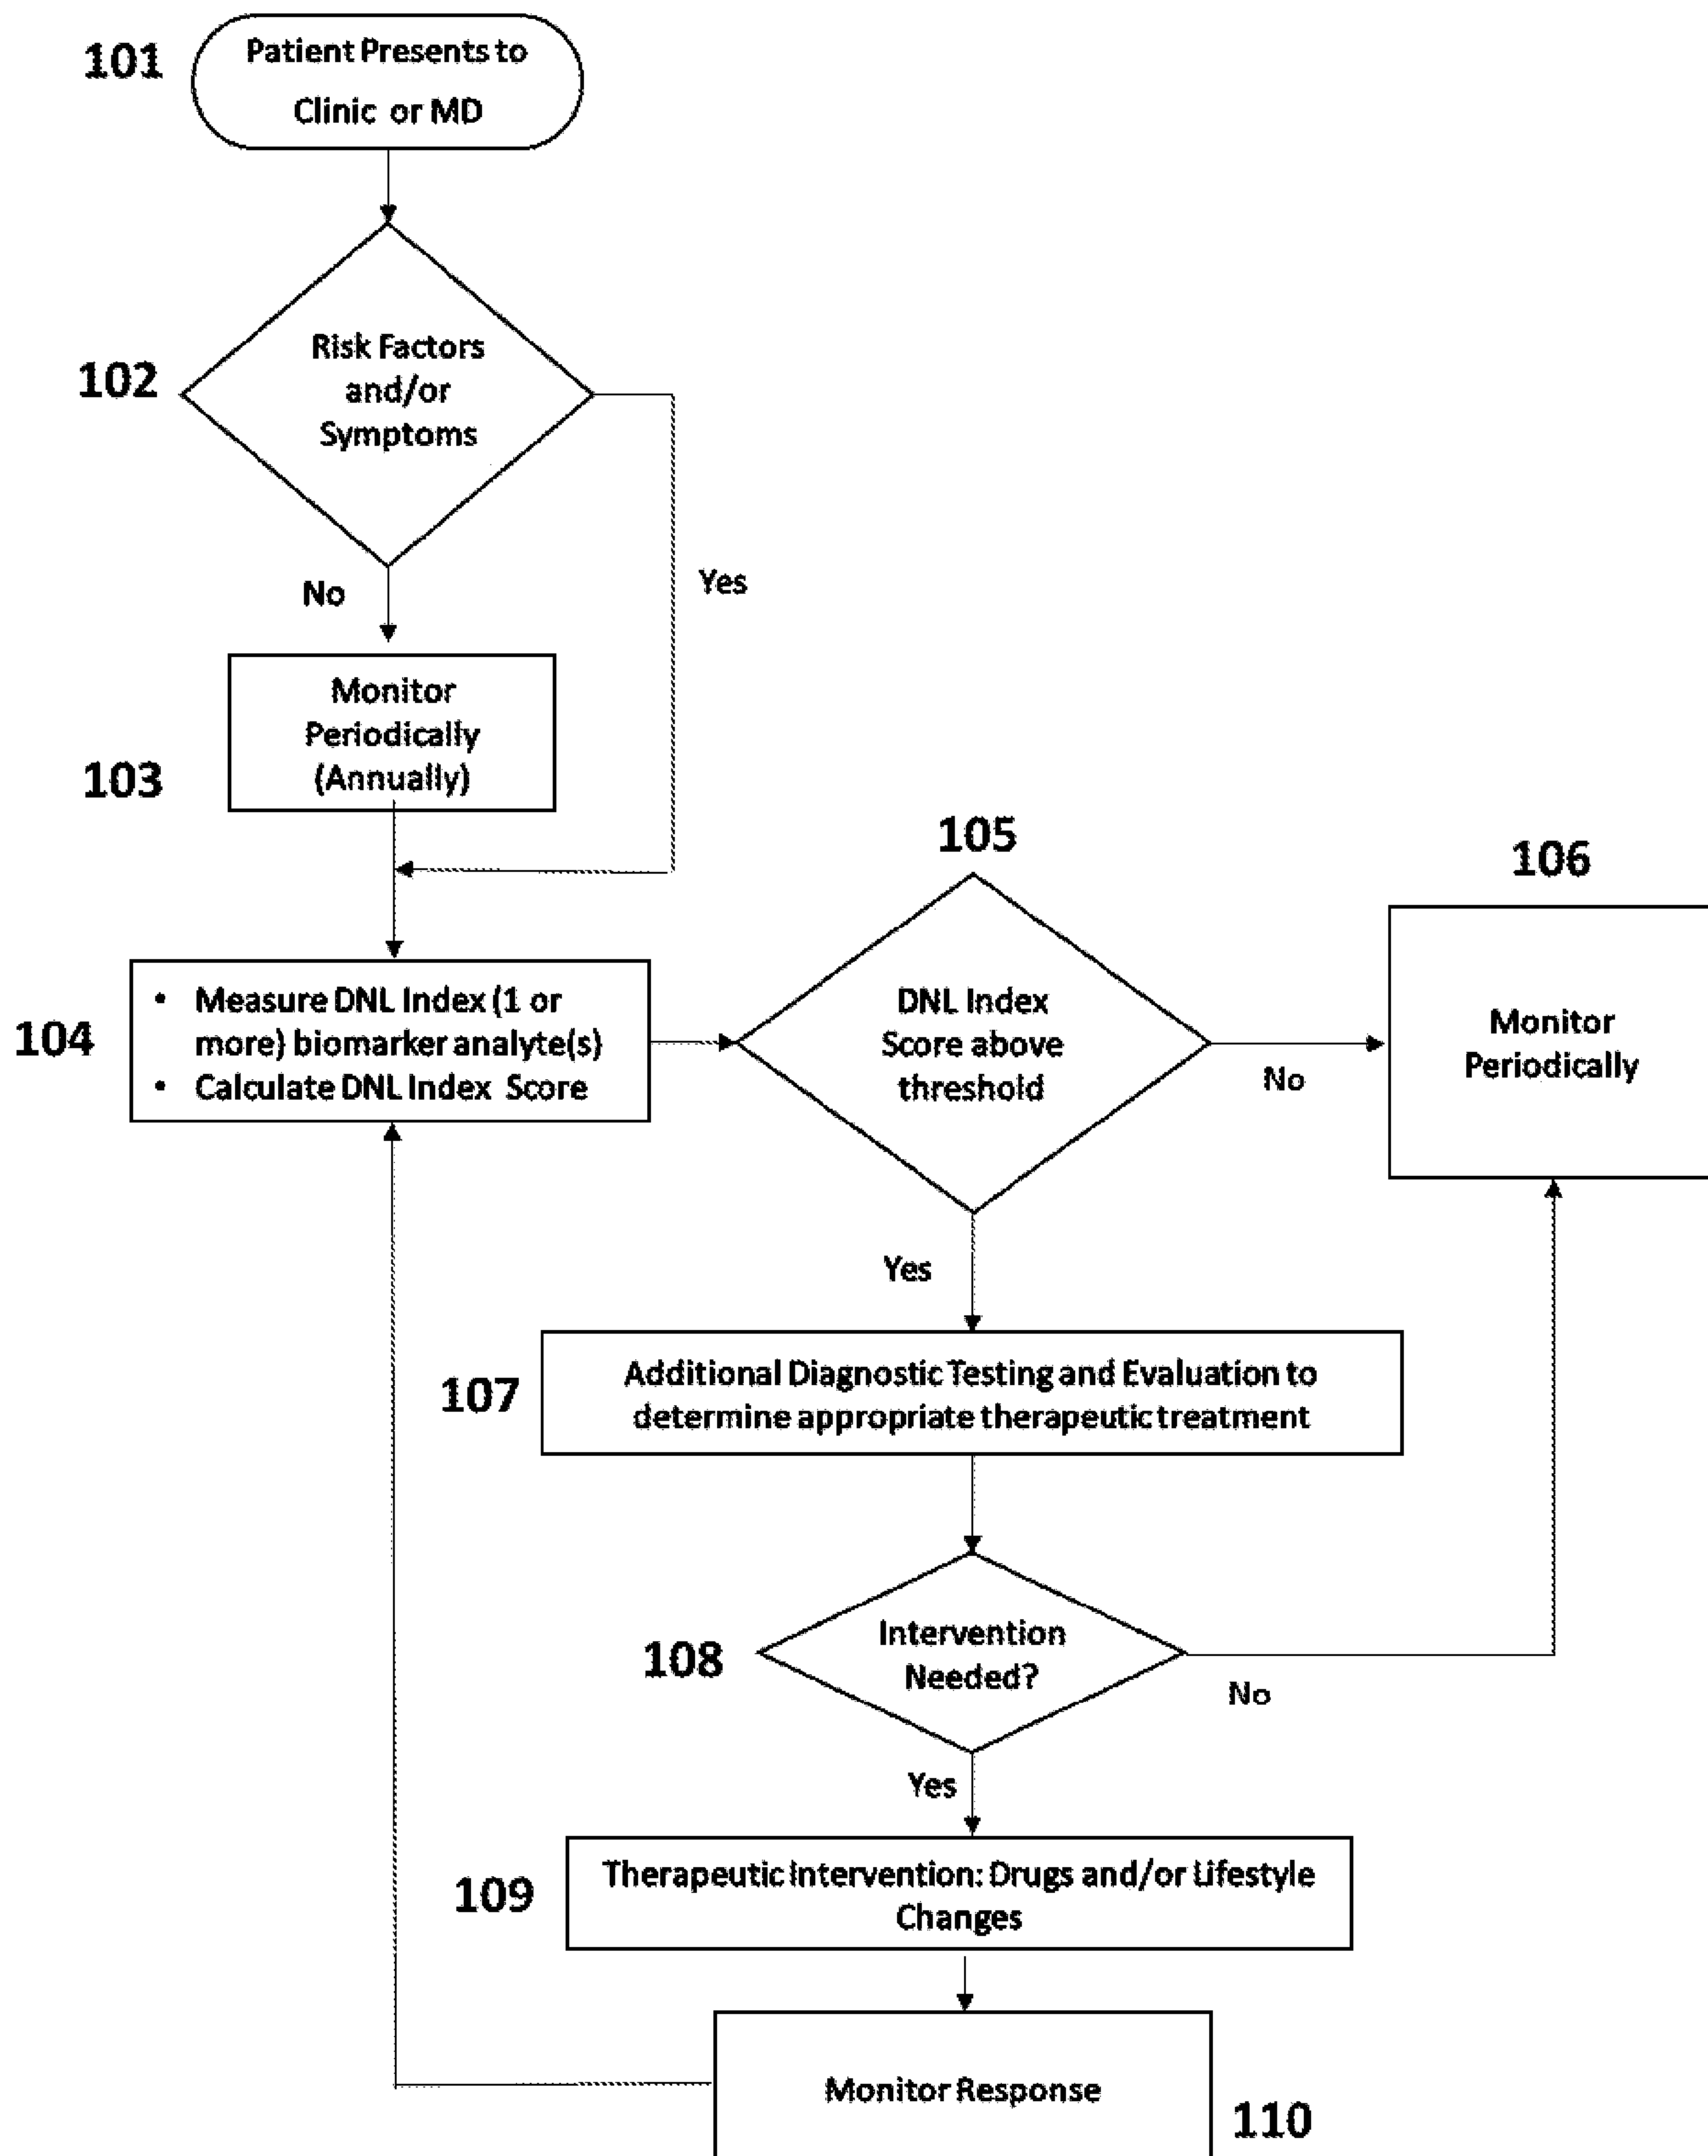 101
Patient Presents to
Clinic or MD
102
Risk Factors
and/or
Symptoms
No
Yes
103
Monitor
Periodically
(Annually)
104
• Measure DNL Index (1 or
more) biomarker analyte(s)
• Calculate DNL Index Score
105
DNL Index
Score above
threshold
No
106
Monitor
Periodically
Yes
107
Additional Diagnostic Testing and Evaluation to
determine appropriate therapeutic treatment
108
Intervention
Needed?
No
Yes
109
Therapeutic Intervention: Drugs and/or Lifestyle
Changes
Monitor Response
110